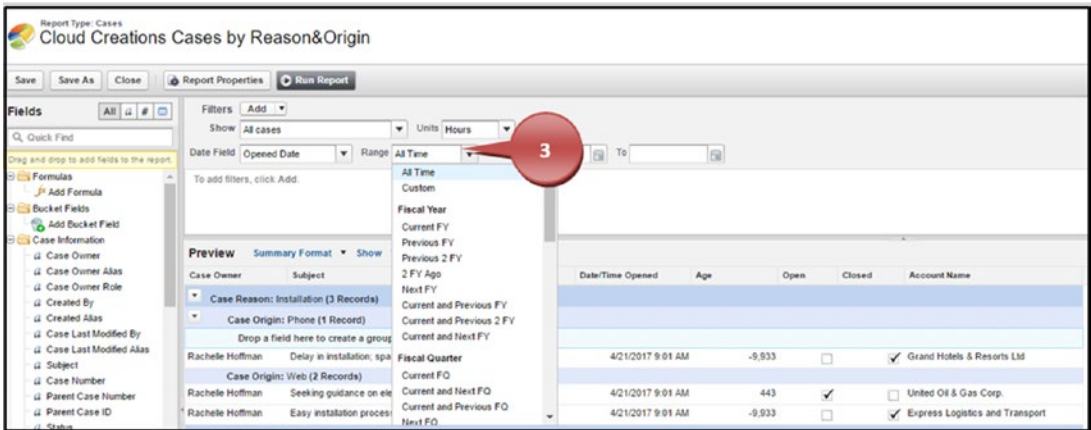 Report Type: Cases
Cloud Creations Cases by Reason&Origin
Save Save As Close Report Properties Run Report
Fields All a #
Quick Find
Drag and drop to add fields to the report.
Formulas
Add Formula
Bucket Fields
Add Bucket Field
Case Information
a Case Owner
a Case Owner Alias
a Case Owner Role
a Created By
a Created Alias
a Case Last Modified By
a Case Last Modified Alias
a Subject
a Case Number
a Parent Case Number
a Parent Case ID
a Status
Filters Add
Show All cases Units Hours
Date Field Opened Date Range All Time To
3
To add filters, click Add.
All Time
Custom
Fiscal Year
Current FY
Previous FY
Previous 2 FY
2 FY Ago
Next FY
Current and Previous FY
Current and Previous 2 FY
Current and Next FY
Fiscal Quarter
Current FQ
Current and Next FQ
Current and Previous FQ
Next FQ
Preview Summary Format Show
Case Owner Subject Date/Time Opened Age Open Closed Account Name
Case Reason: Installation (3 Records)
Case Origin: Phone (1 Record)
Drop a field here to create a group
Rachelle Hoffman Delay in installation; spa 4/21/2017 9:01 AM -9,933 Grand Hotels & Resorts Ltd
Case Origin: Web (2 Records)
Rachelle Hoffman Seeking guidance on ele 4/21/2017 9:01 AM 443 United Oil & Gas Corp.
Rachelle Hoffman Easy installation process 4/21/2017 9:01 AM -9,933 Express Logistics and Transport